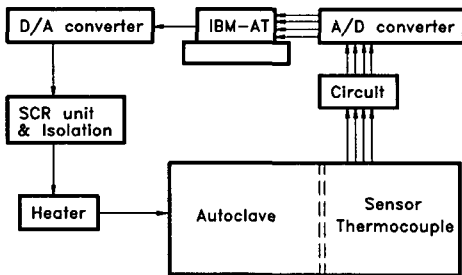 D/A converter
IBM-AT
A/D converter
Circuit
SCR unit
& Isolation
Heater
Autoclave
Sensor
Thermocouple